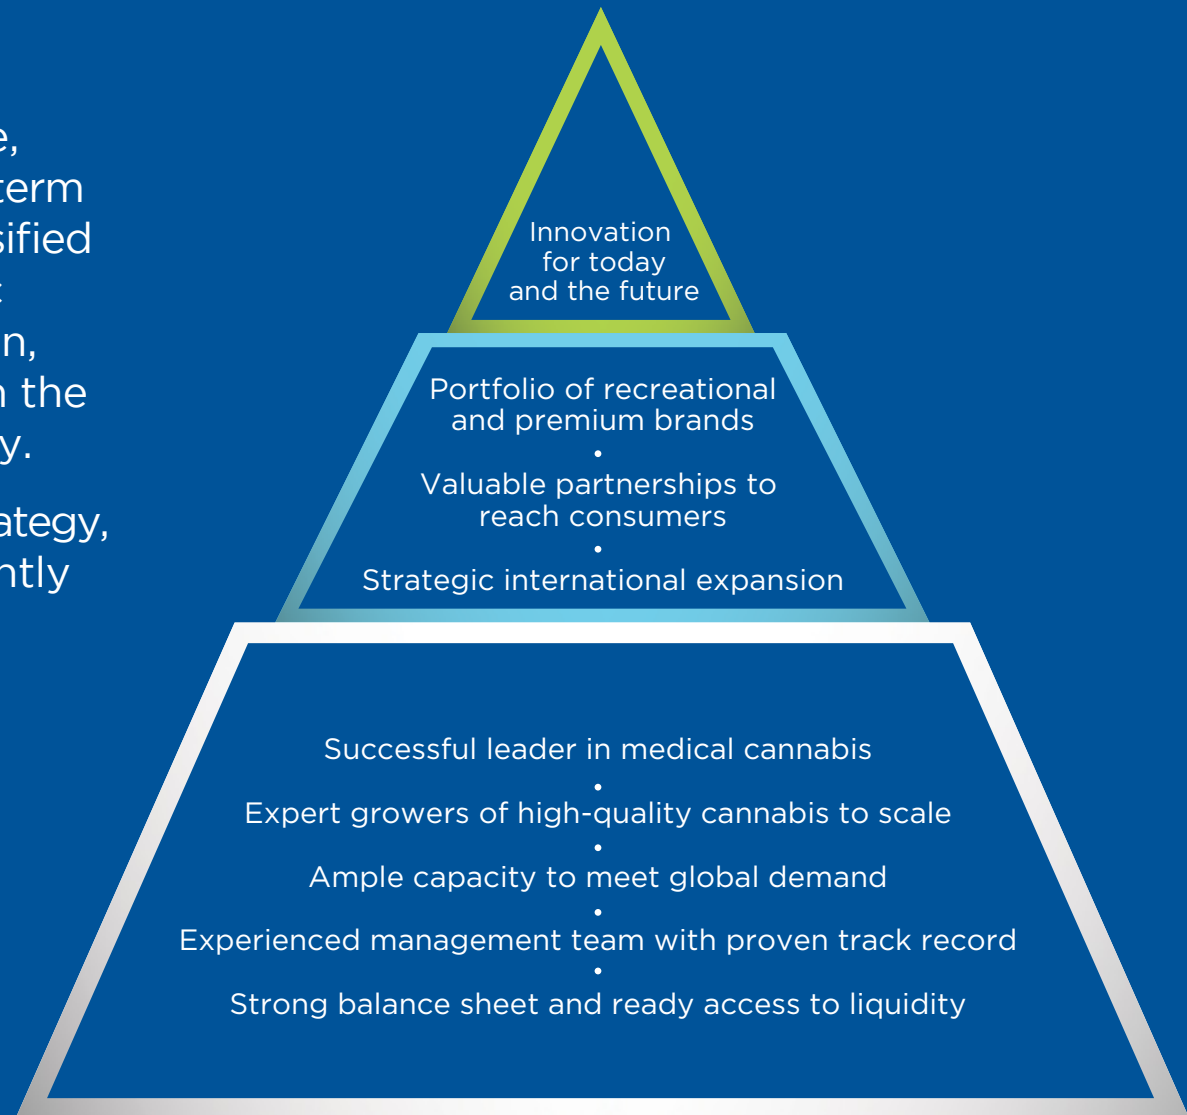 term
n the
Innovation
for today
and the future
Portfolio of recreational
and premium brands
•
Valuable partnerships to
reach consumers
•
Strategic international expansion
Successful leader in medical cannabis
•
Expert growers of high-quality cannabis to scale
•
Ample capacity to meet global demand
•
Experienced management team with proven track record
•
Strong balance sheet and ready access to liquidity